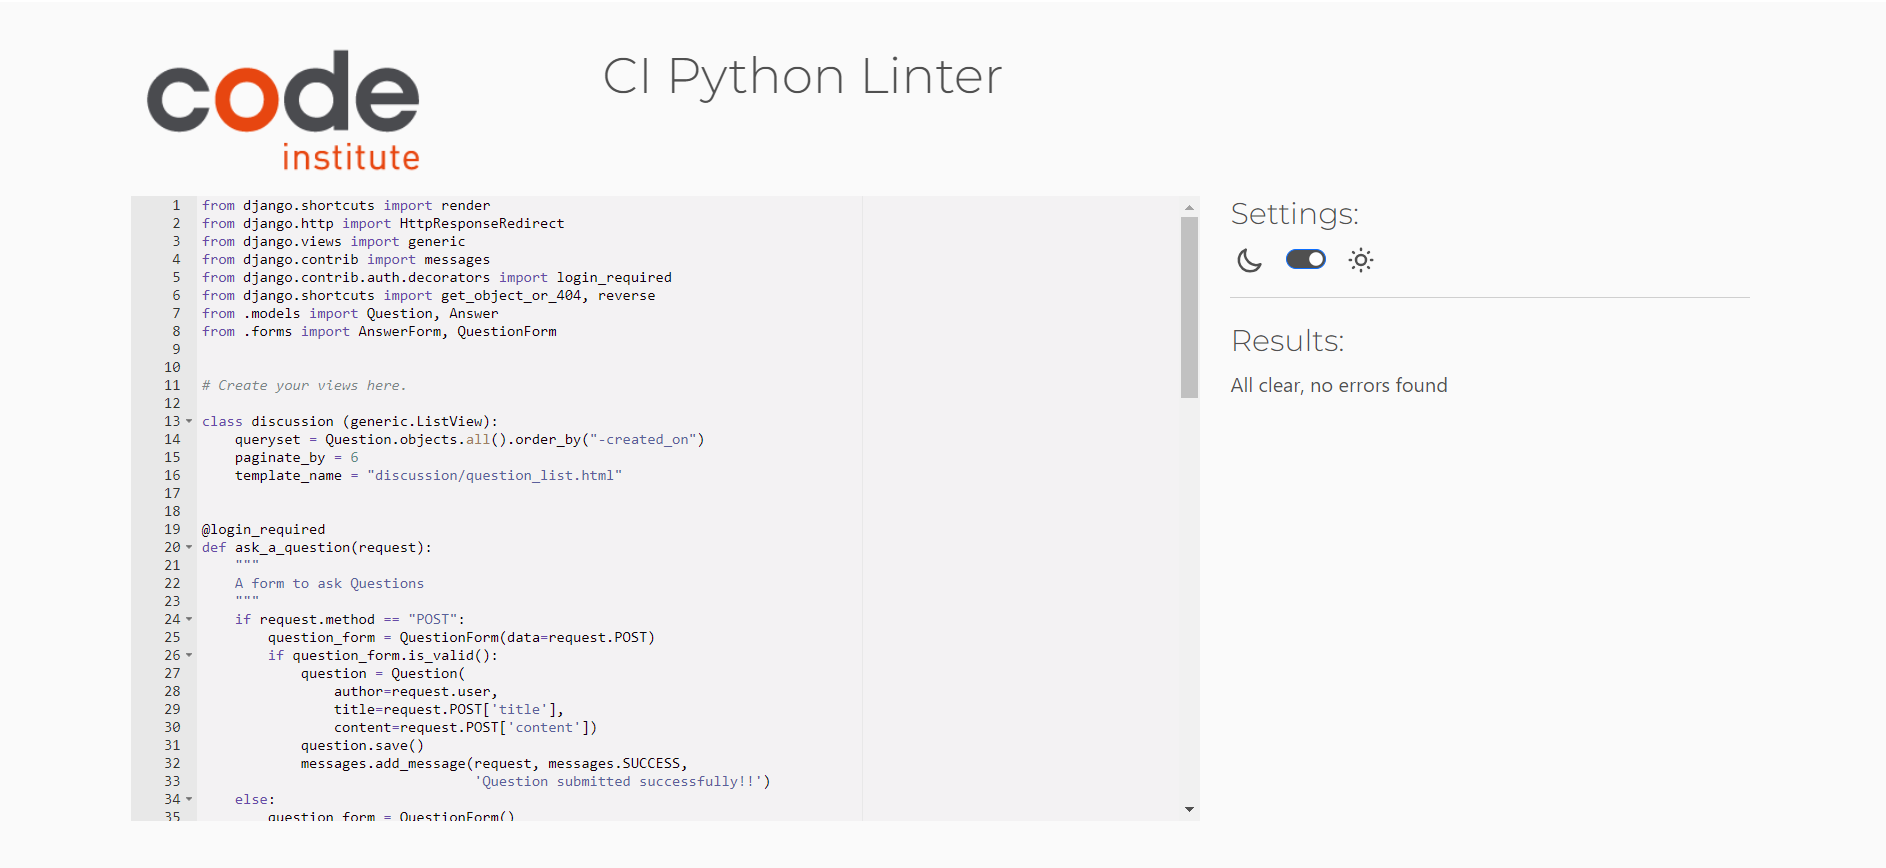 code
institute
CI Python Linter
1 from django.shortcuts import render
2 from django.http import HttpResponseRedirect
3 from django.views import generic
4 from django.contrib import messages
5 from django.contrib.auth.decorators import login_required
6 from django.shortcuts import get_object_or_404, reverse
7 from .models import Question, Answer
8 from .forms import AnswerForm, QuestionForm
9
10
11 # Create your views here.
12
13 class discussion (generic.ListView):
14     queryset = Question.objects.all().order_by("-created_on")
15     paginate_by = 6
16     template_name = "discussion/question_list.html"
17
18
19 @login_required
20 def ask_a_question(request):
21     """
22     A form to ask Questions
23     """
24     if request.method == "POST":
25         question_form = QuestionForm(data=request.POST)
26         if question_form.is_valid():
27             question = Question(
28                 author=request.user,
29                 title=request.POST['title'],
30                 content=request.POST['content'])
31             question.save()
32             messages.add_message(request, messages.SUCCESS,
33                                  'Question submitted successfully!!')
34     else:
35         question_form = QuestionForm()
Settings:
Results:
All clear, no errors found